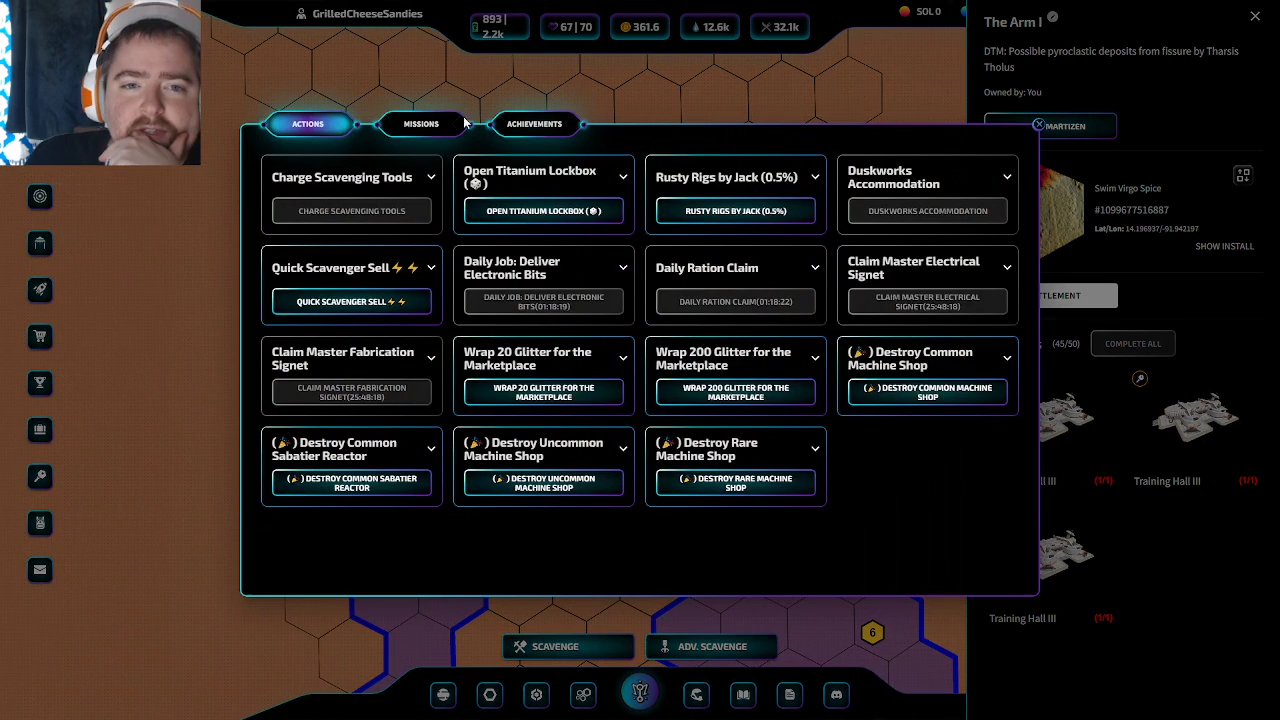 GrilledCheeseSandies
893 |
2.2k
67 | 70
361.6
12.6k
32.1k
SOL 0
The Arm I
DTM: Possible pyroclastic deposits from fissure by Tharsis
Tholus
Owned by: You
MARTIZEN
ACTIONS
MISSIONS
ACHIEVEMENTS
Charge Scavenging Tools
CHARGE SCAVENGING TOOLS
Open Titanium Lockbox
(🎲)
OPEN TITANIUM LOCKBOX (🎲)
Rusty Rigs by Jack (0.5%)
RUSTY RIGS BY JACK (0.5%)
Duskworks
Accommodation
DUSKWORKS ACCOMMODATION
Swim Virgo Spice
#1099677516887
Lat/Lon: 14.196937/-91.942197
SHOW INSTALL
Quick Scavenger Sell⚡⚡
QUICK SCAVENGER SELL⚡⚡
Daily Job: Deliver
Electronic Bits
DAILY JOB: DELIVER ELECTRONIC
BITS(01:18:19)
Daily Ration Claim
DAILY RATION CLAIM(01:18:22)
Claim Master Electrical
Signet
CLAIM MASTER ELECTRICAL
SIGNET(25:48:18)
TLEMENT
(45/50)
COMPLETE ALL
Claim Master Fabrication
Signet
CLAIM MASTER FABRICATION
SIGNET(25:48:18)
Wrap 20 Glitter for the
Marketplace
WRAP 20 GLITTER FOR THE
MARKETPLACE
Wrap 200 Glitter for the
Marketplace
WRAP 200 GLITTER FOR THE
MARKETPLACE
(🎉) Destroy Common
Machine Shop
(🎉) DESTROY COMMON MACHINE
SHOP
(🎉) Destroy Common
Sabatier Reactor
(🎉) DESTROY COMMON SABATIER
REACTOR
(🎉) Destroy Uncommon
Machine Shop
(🎉) DESTROY UNCOMMON
MACHINE SHOP
(🎉) Destroy Rare
Machine Shop
(🎉) DESTROY RARE MACHINE
SHOP
III
(1/1)
Training Hall III
(1/1)
Training Hall III
(1/1)
6
SCAVENGE
ADV. SCAVENGE